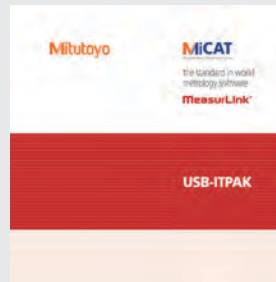 Mitutoyo
MiCAT
the standard in world
metrology software
MeasurLink
USB-ITPAK